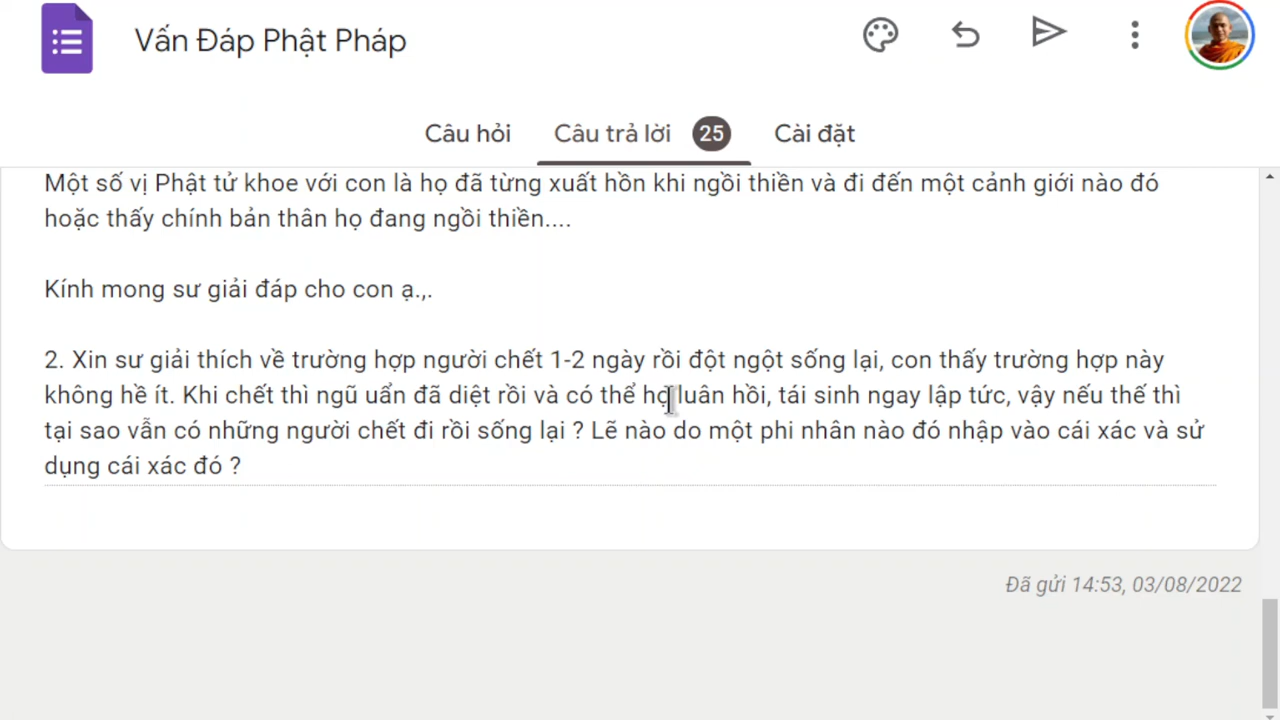 Vấn Đáp Phật Pháp
Câu hỏi Câu trả lời 25 Cài đặt
Một số vị Phật tử khoe với con là họ đã từng xuất hồn khi ngồi thiền và đi đến một cảnh giới nào đó
hoặc thấy chính bản thân họ đang ngồi thiền....
Kính mong sư giải đáp cho con ạ.,.
2. Xin sư giải thích về trường hợp người chết 1-2 ngày rồi đột ngột sống lại, con thấy trường hợp này
không hề ít. Khi chết thì ngũ uẩn đã diệt rồi và có thể họ luân hồi, tái sinh ngay lập tức, vậy nếu thế thì
tại sao vẫn có những người chết đi rồi sống lại ? Lẽ nào do một phi nhân nào đó nhập vào cái xác và sử
dụng cái xác đó ?
Đã gửi 14:53, 03/08/2022